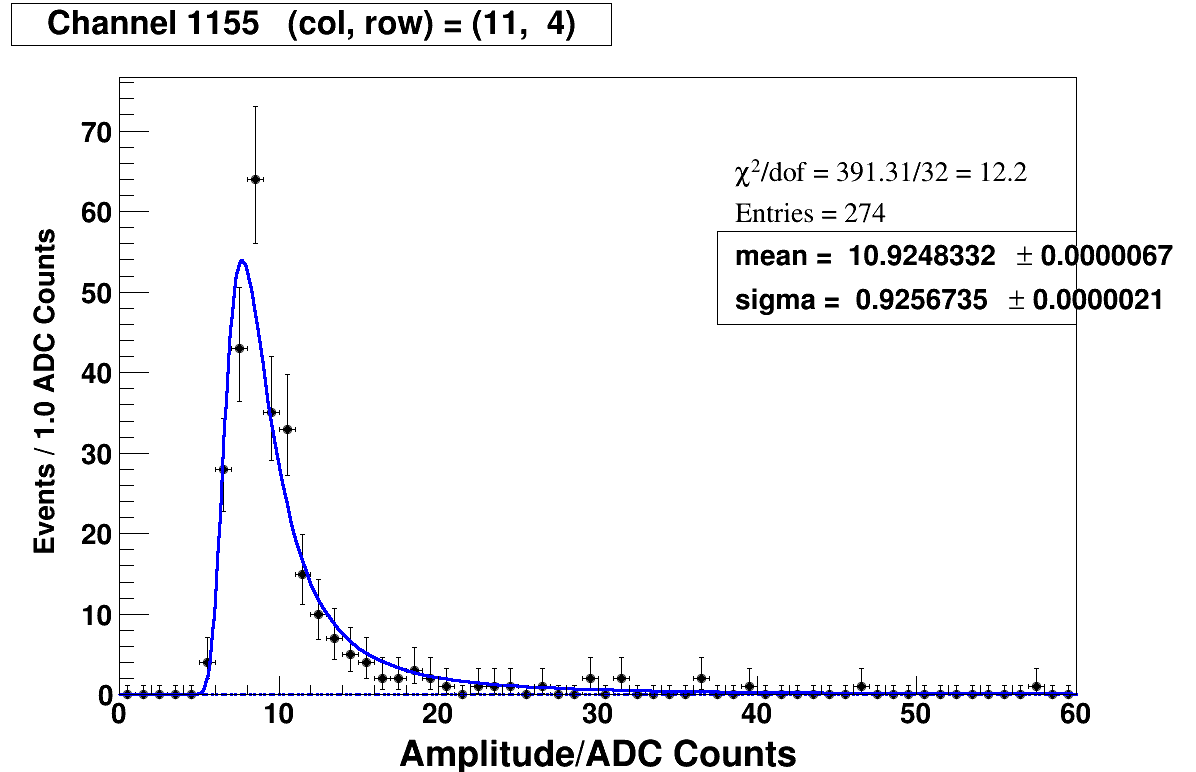 Channel 1155 (col, row) = (11, 4)
70
60
50
40
30
20
10
0
Events / 1.0 ADC Counts
χ²/dof = 391.31/32 = 12.2
Entries = 274
mean = 10.9248332 ± 0.0000067
sigma = 0.9256735 ± 0.0000021
0 10 20 30 40 50 60
Amplitude/ADC Counts